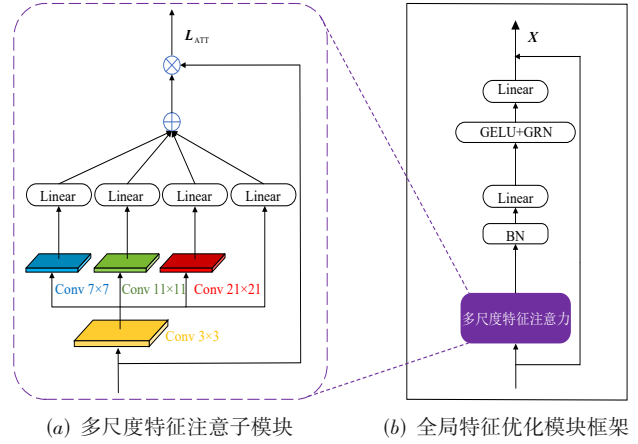 L_ATT
Linear Linear Linear Linear
Conv 7×7 Conv 11×11 Conv 21×21
Conv 3×3
(a) 多尺度特征注意子模块
X
Linear
GELU+GRN
Linear
BN
多尺度特征注意力
(b) 全局特征优化模块框架